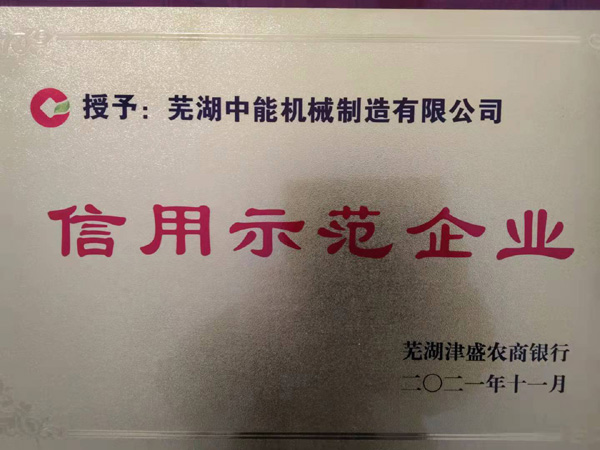 授予：芜湖中能机械制造有限公司
信用示范企业
芜湖津盛农商银行
二〇二一年十一月